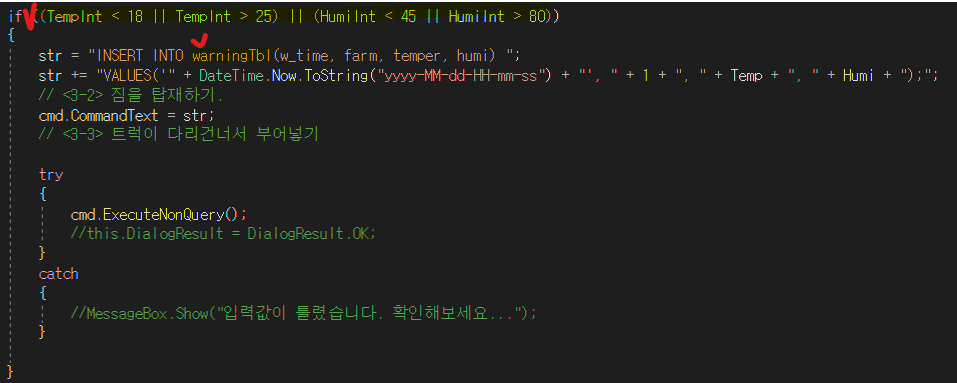 if ((TempInt < 18 || TempInt > 25) || (HumiInt < 45 || HumiInt > 80))
{
str = "INSERT INTO warningTbl(w_time, farm, temper, humi) ";
str += "VALUES('" + DateTime.Now.ToString("yyyy-MM-dd-HH-mm-ss") + "', " + 1 + ", " + Temp + ", " + Humi + ");";
// <3-2> 짐을 탑재하기.
cmd.CommandText = str;
// <3-3> 트럭이 다리건너서 부어넣기
try
{
cmd.ExecuteNonQuery();
//this.DialogResult = DialogResult.OK;
}
catch
{
//MessageBox.Show("입력값이 틀렸습니다. 확인해보세요...");
}
}